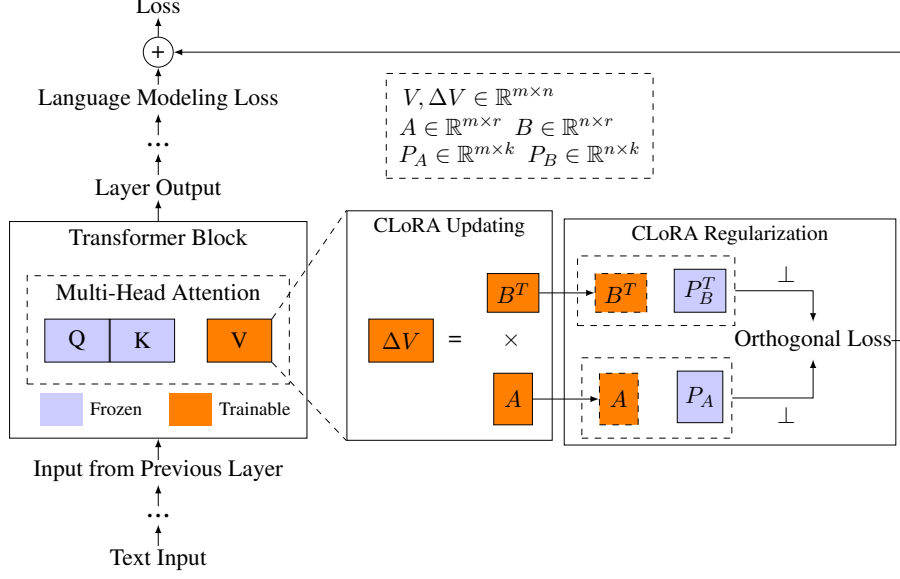 Loss
+
Language Modeling Loss
...
Layer Output
V, ΔV ∈ ℝ^{m×n}
A ∈ ℝ^{m×r} B ∈ ℝ^{n×r}
P_A ∈ ℝ^{m×k} P_B ∈ ℝ^{n×k}
Transformer Block
Multi-Head Attention
Q K V
Frozen Trainable
Input from Previous Layer
...
Text Input
CLoRA Updating
B^T
ΔV = ×
A
CLoRA Regularization
B^T P_B^T ⊥
Orthogonal Loss
A P_A ⊥